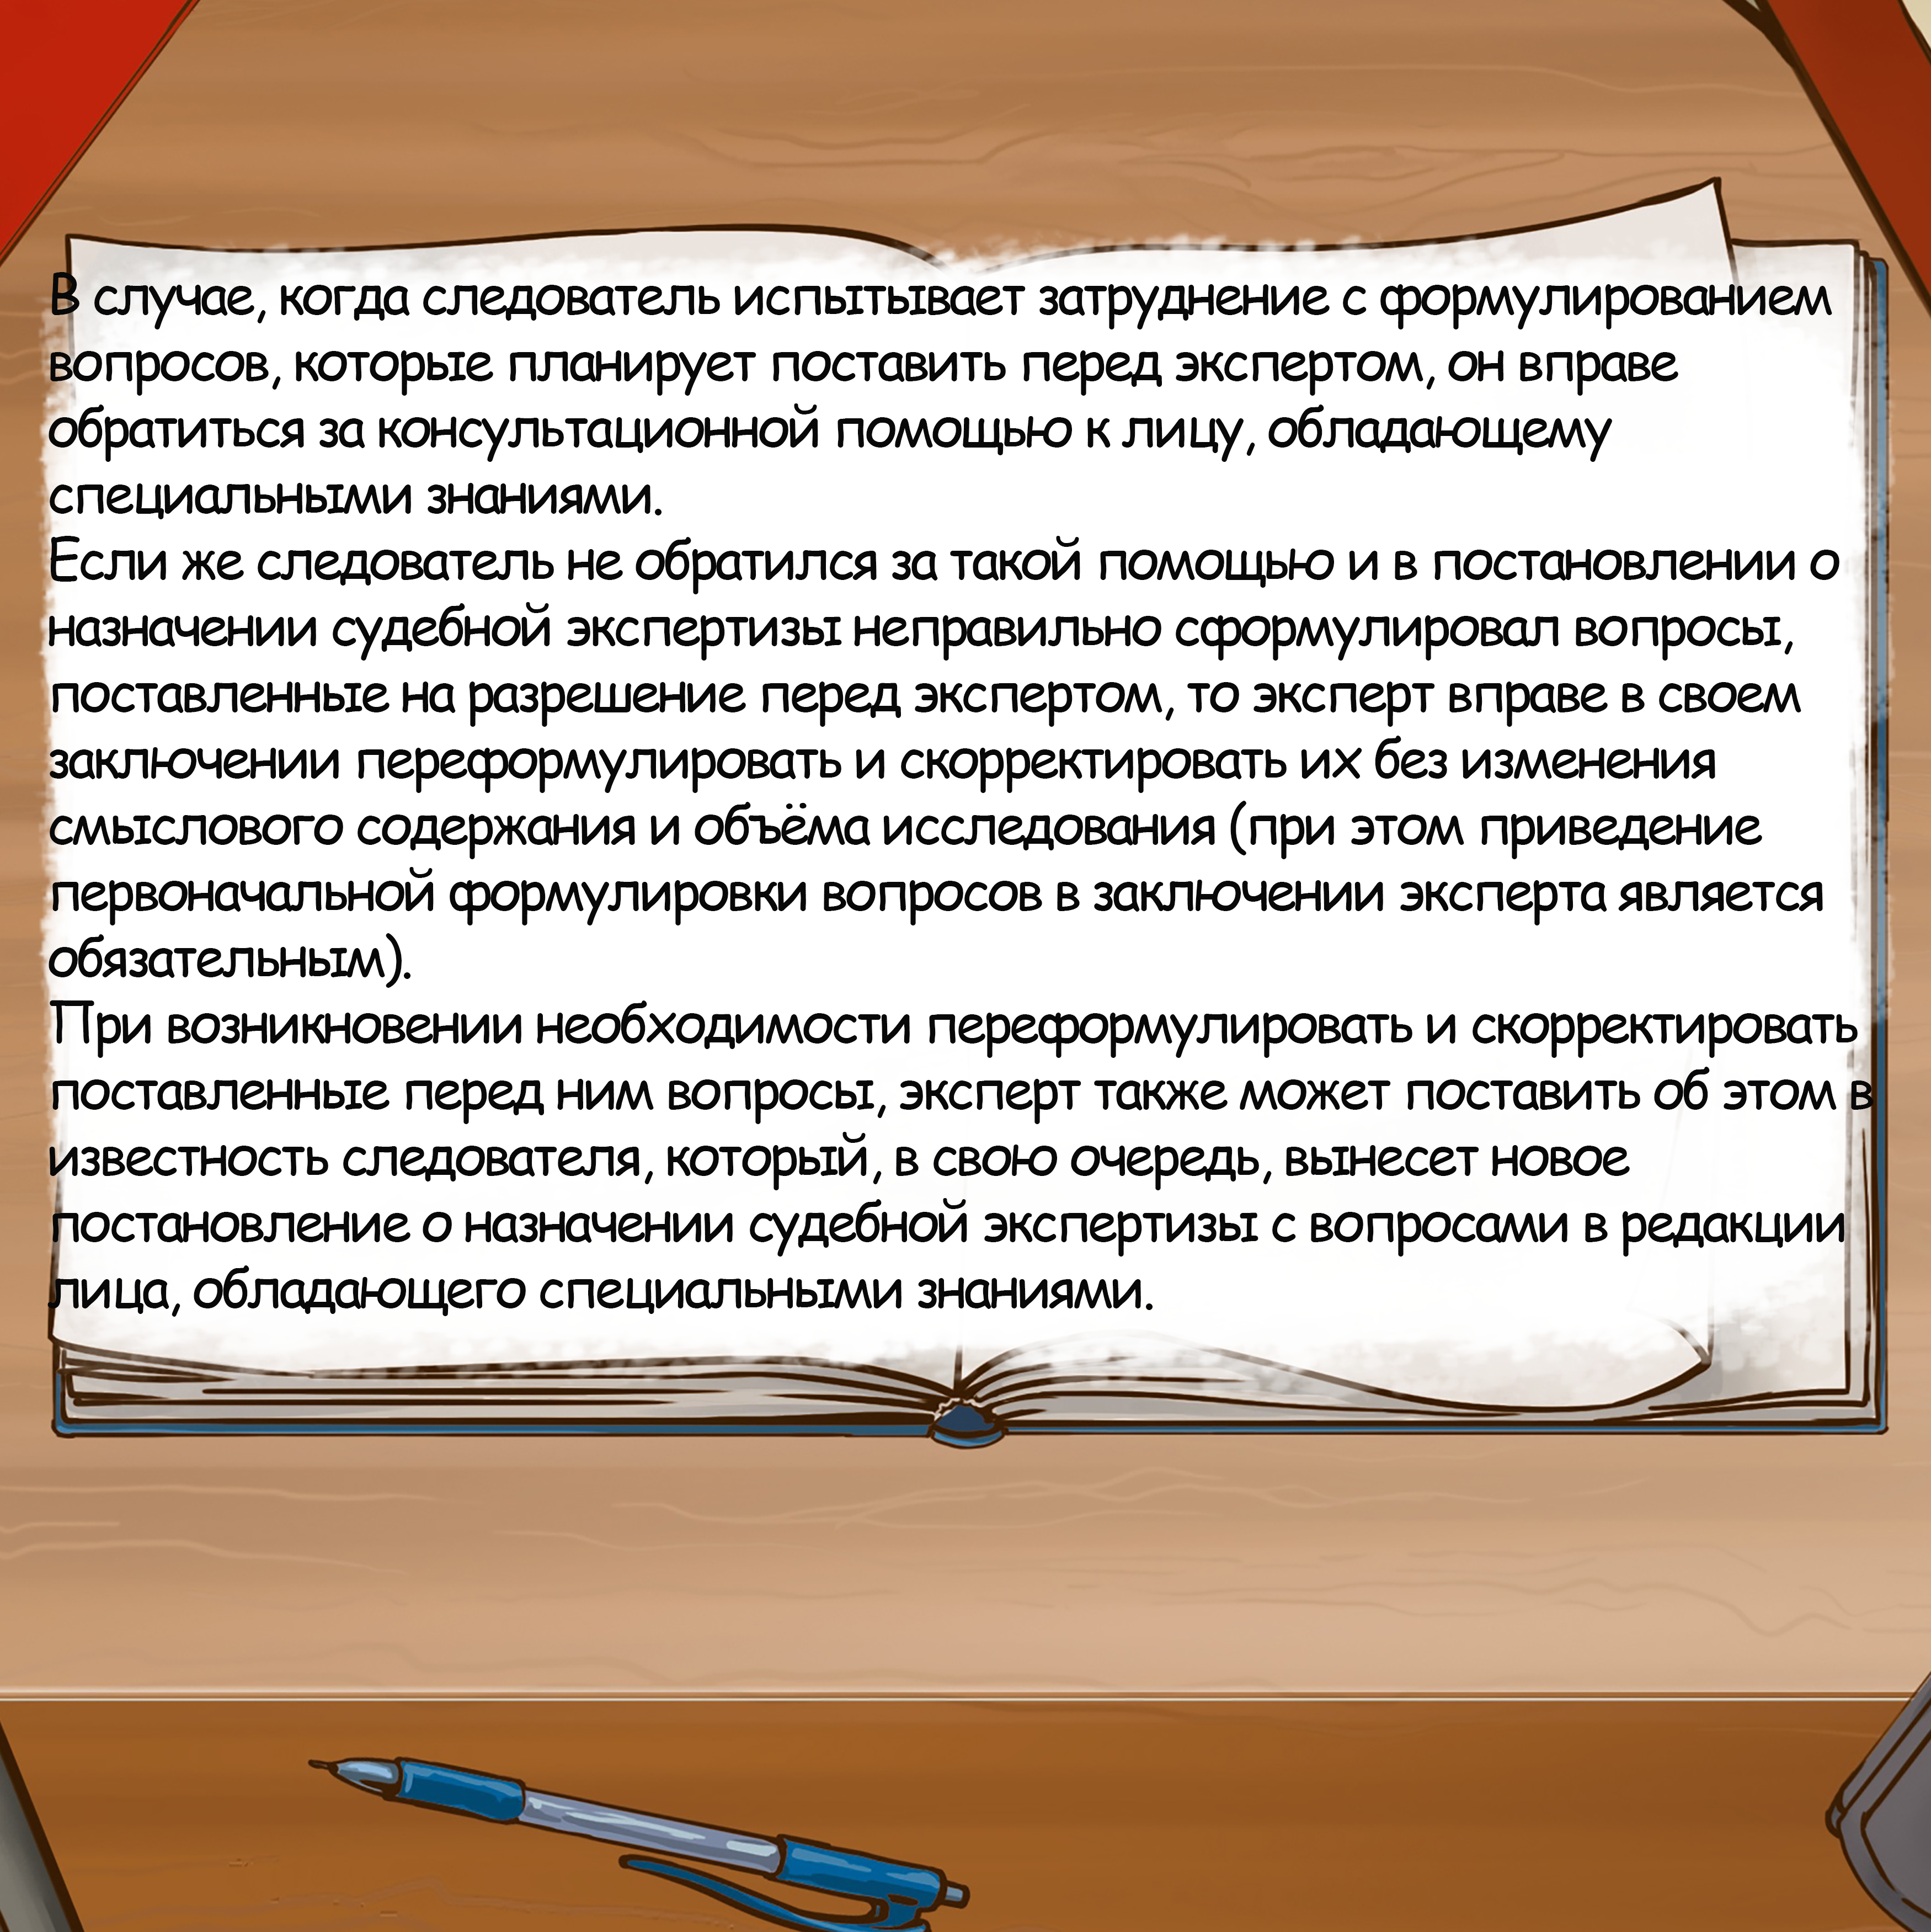 В случае, когда следователь испытывает затруднение с формулированием
вопросов, которые планирует поставить перед экспертом, он вправе
обратиться за консультационной помощью к лицу, обладающему
специальными знаниями.
Если же следователь не обратился за такой помощью и в постановлении о
назначении судебной экспертизы неправильно сформулировал вопросы,
поставленные на разрешение перед экспертом, то эксперт вправе в своем
заключении переформулировать и скорректировать их без изменения
смыслового содержания и объёма исследования (при этом приведение
первоначальной формулировки вопросов в заключении эксперта является
обязательным).
При возникновении необходимости переформулировать и скорректировать
поставленные перед ним вопросы, эксперт также может поставить об этом в
известность следователя, который, в свою очередь, вынесет новое
постановление о назначении судебной экспертизы с вопросами в редакции
лица, обладающего специальными знаниями.